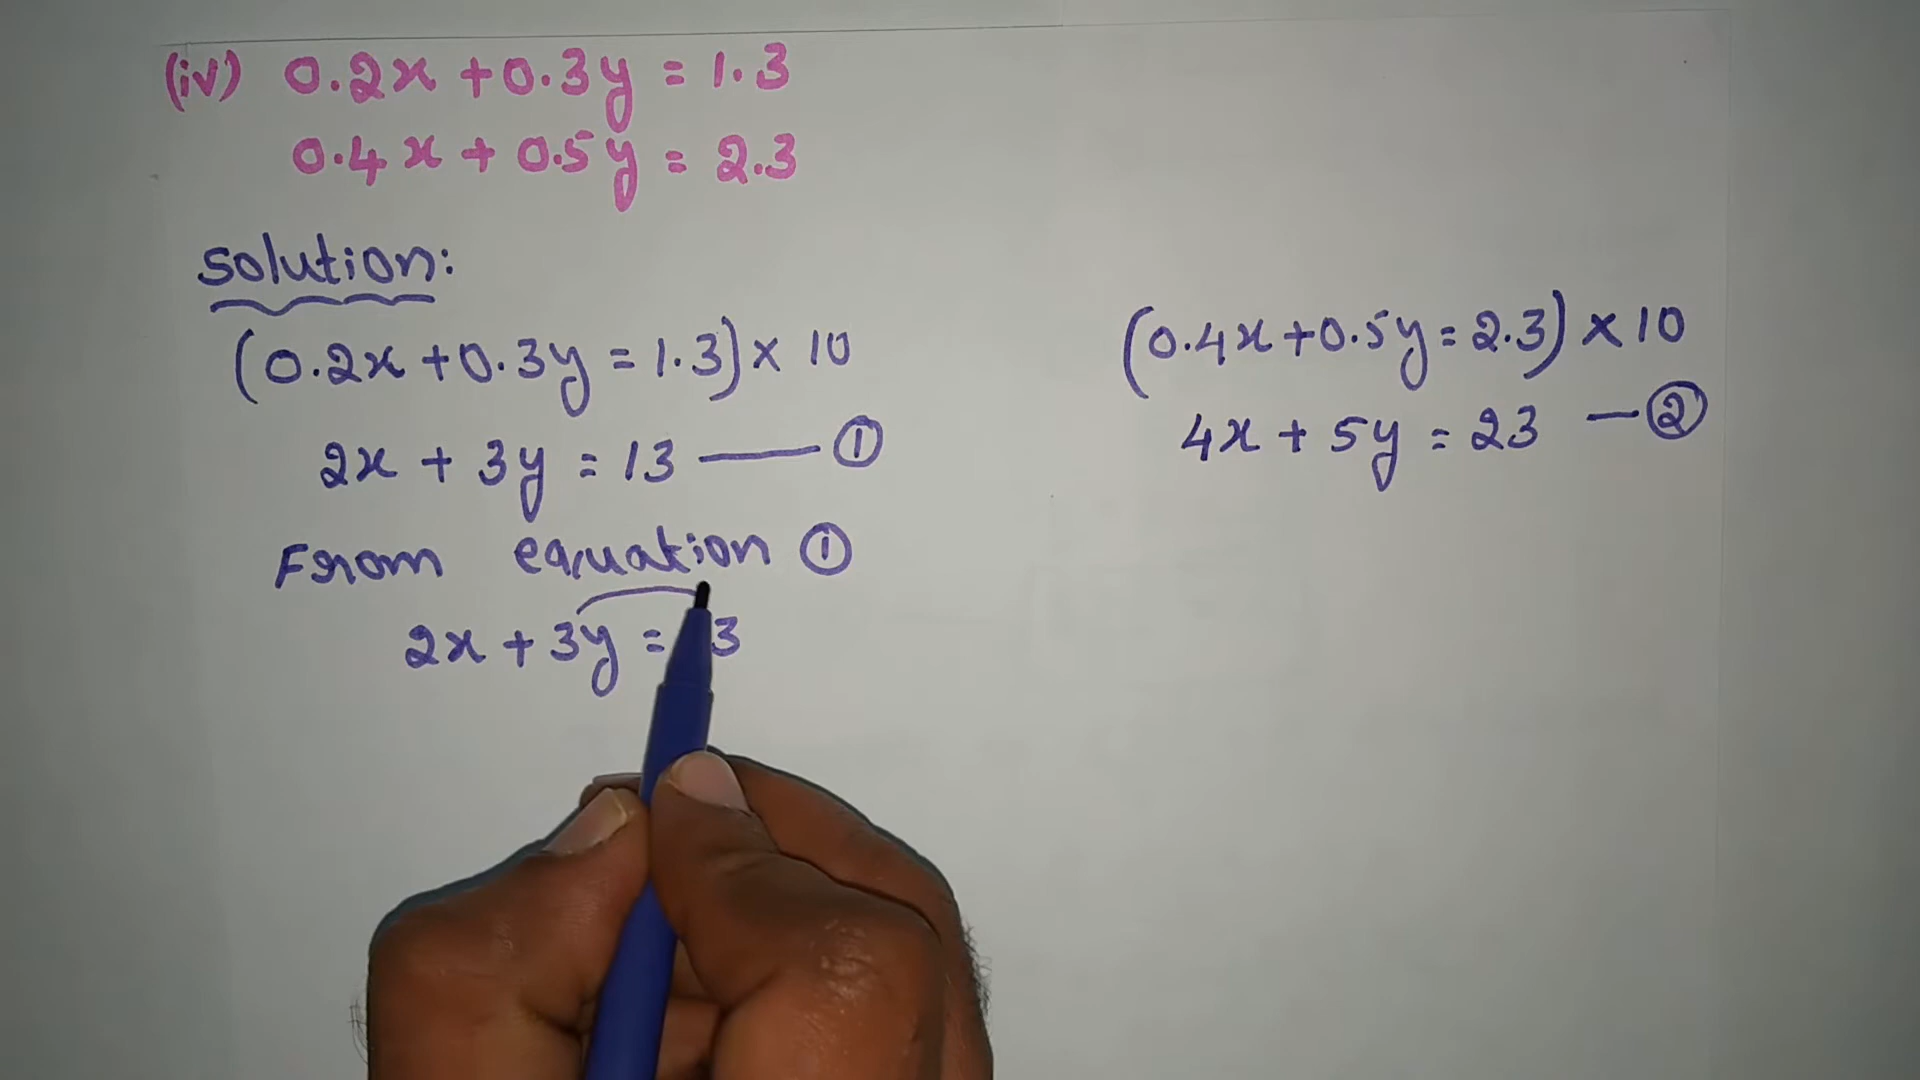 (iv) 0.2x + 0.3y = 1.3
0.4x + 0.5y = 2.3
Solution:
(0.2x + 0.3y = 1.3) × 10
2x + 3y = 13 —— ①
From equation ①
2x + 3y = 3
(0.4x + 0.5y = 2.3) × 10
4x + 5y = 23 — ②